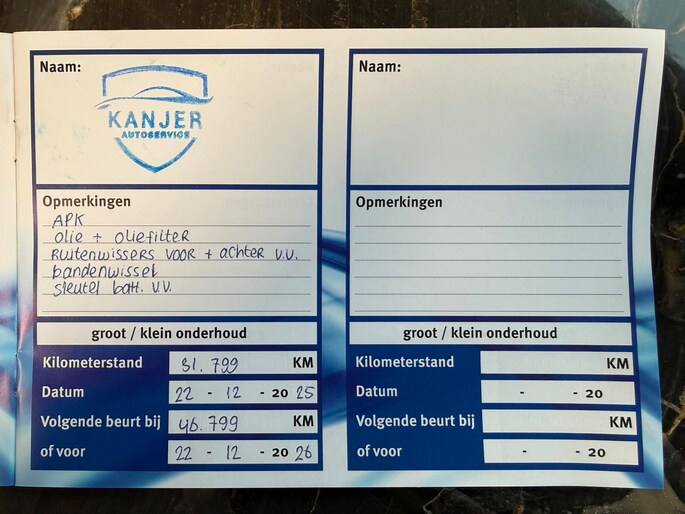 Naam:
KANJER
AUTOSERVICE
Opmerkingen
APK
olie + oliefilter
Ruitenwissers voor + achter v.v.
bandenwissel
sleutel batt. v.v.
groot / klein onderhoud
Kilometerstand 31.799 KM
Datum 22 - 12 - 20 25
Volgende beurt bij 46.799 KM
of voor 22 - 12 - 20 26
Naam:
Opmerkingen
groot / klein onderhoud
Kilometerstand KM
Datum - - 20
Volgende beurt bij KM
of voor - - 20